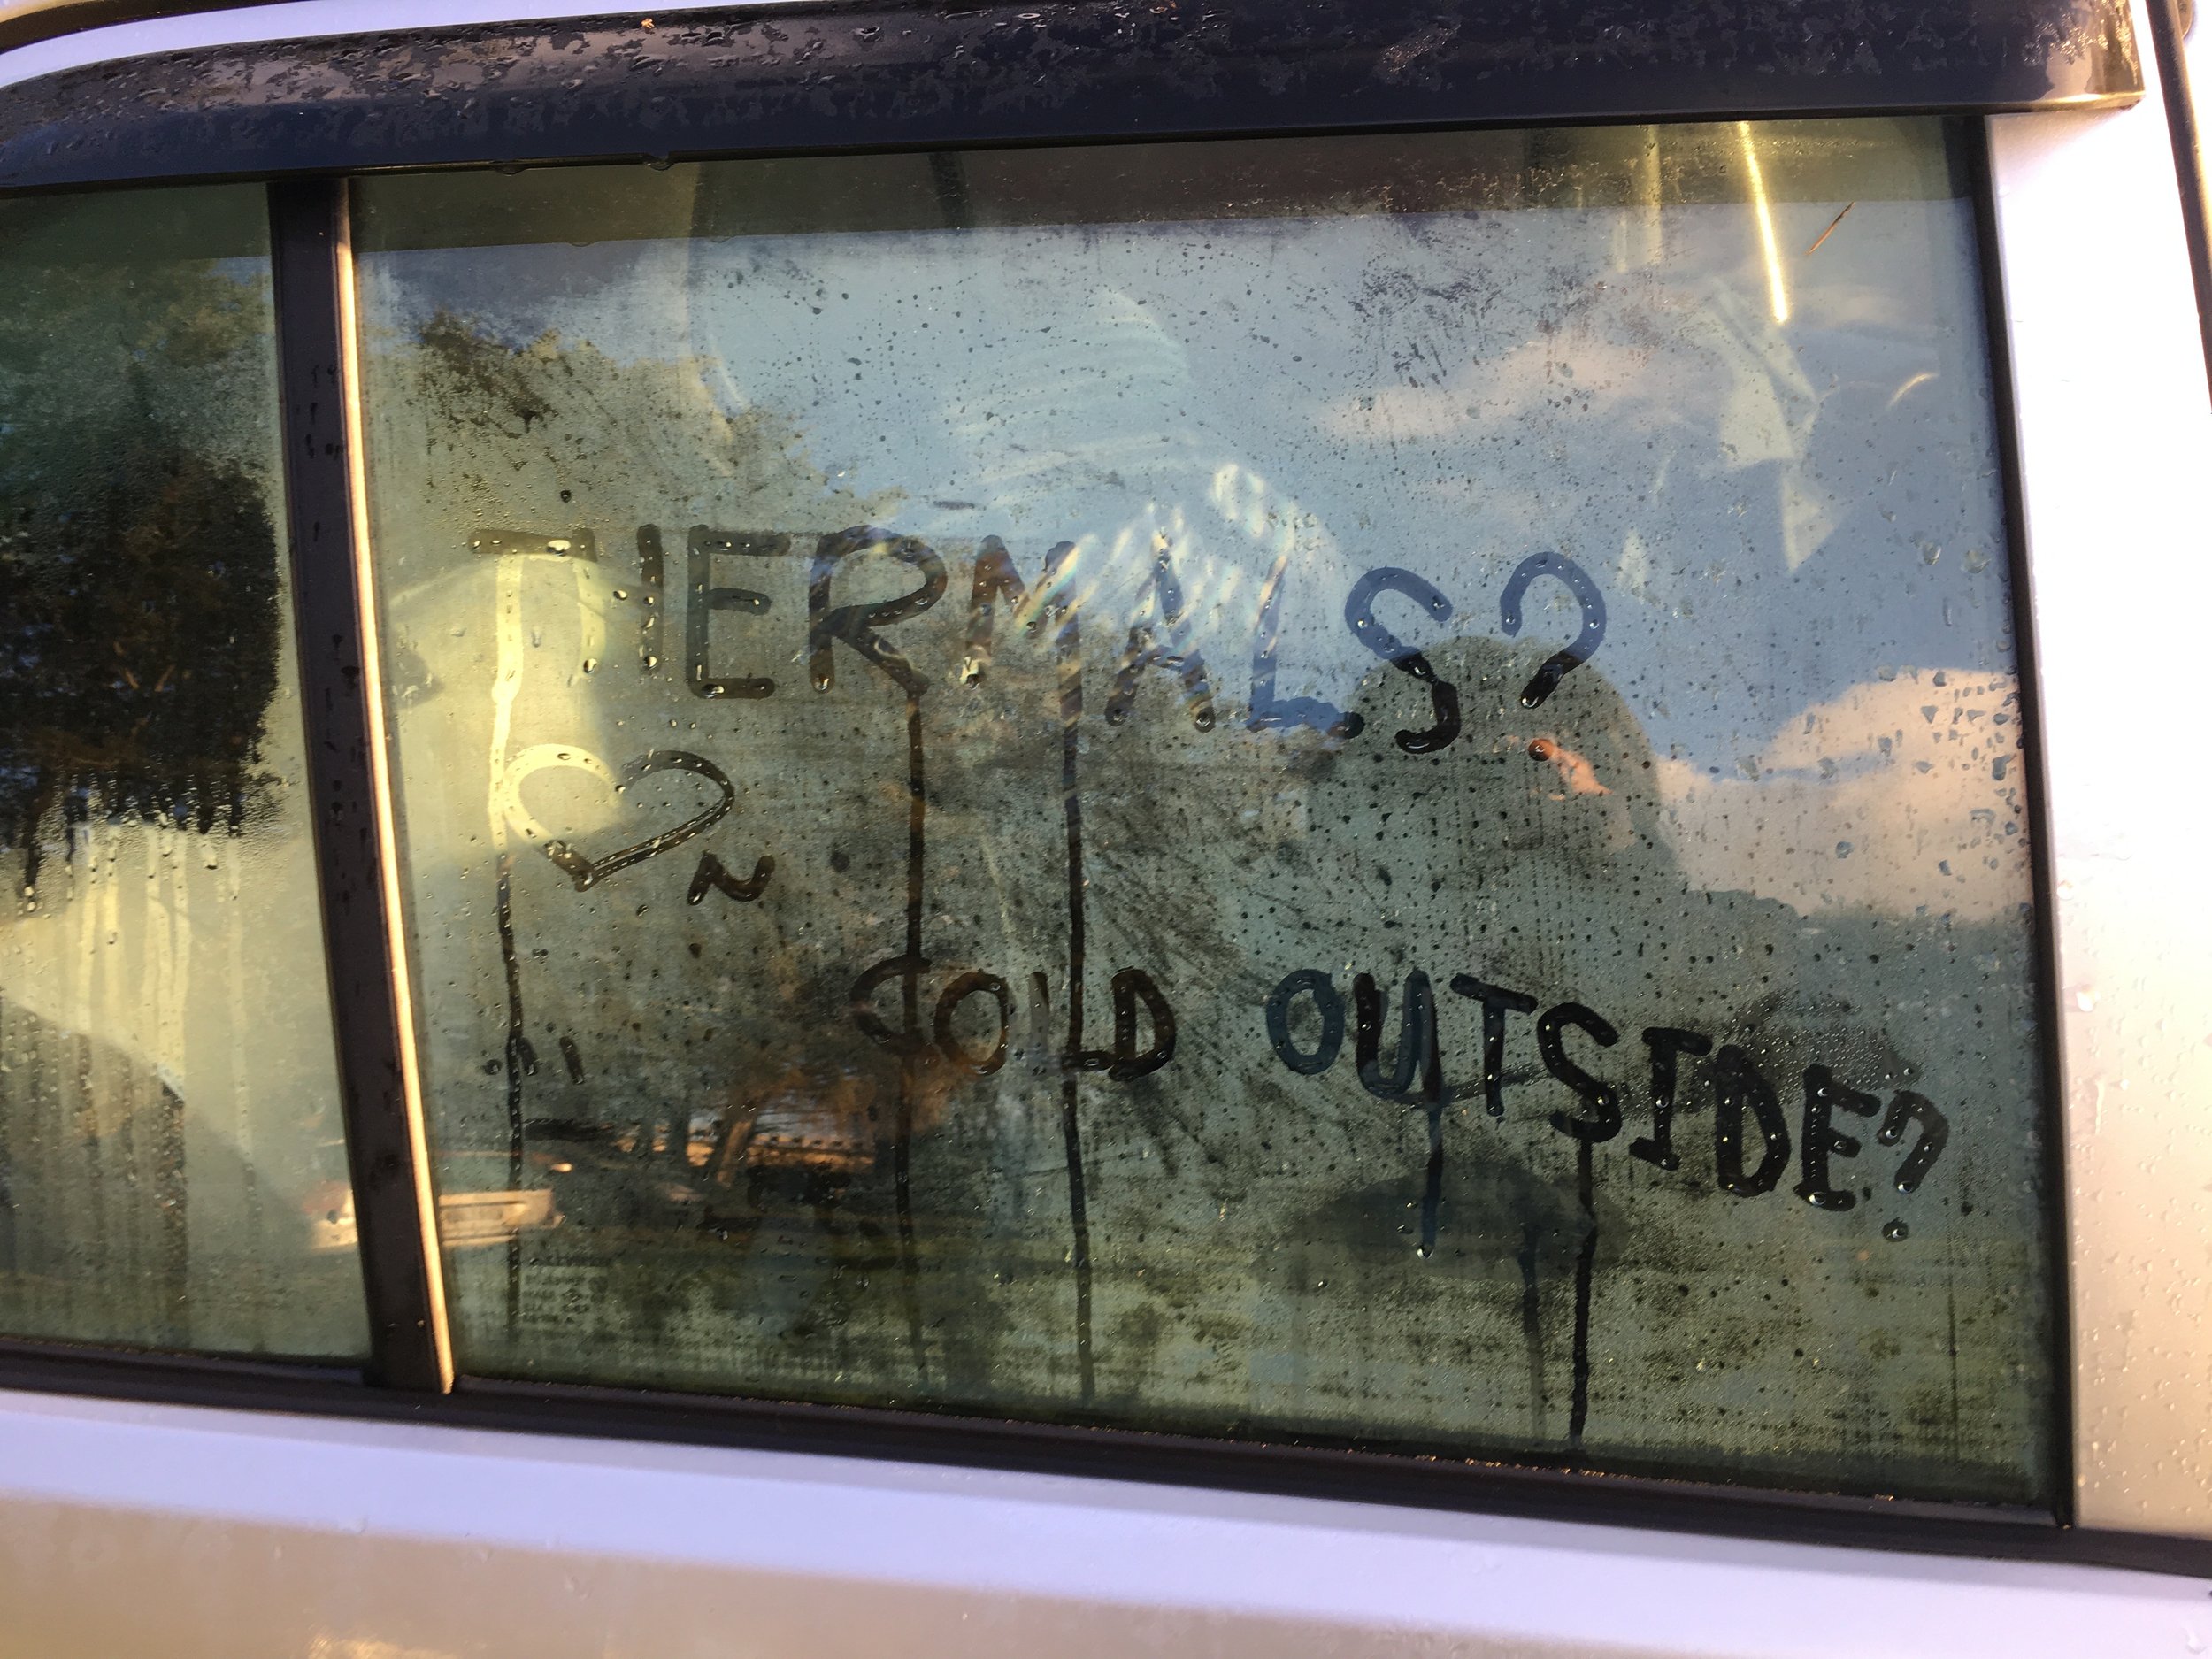 THERMALS?
♡ ~
COLD OUTSIDE?